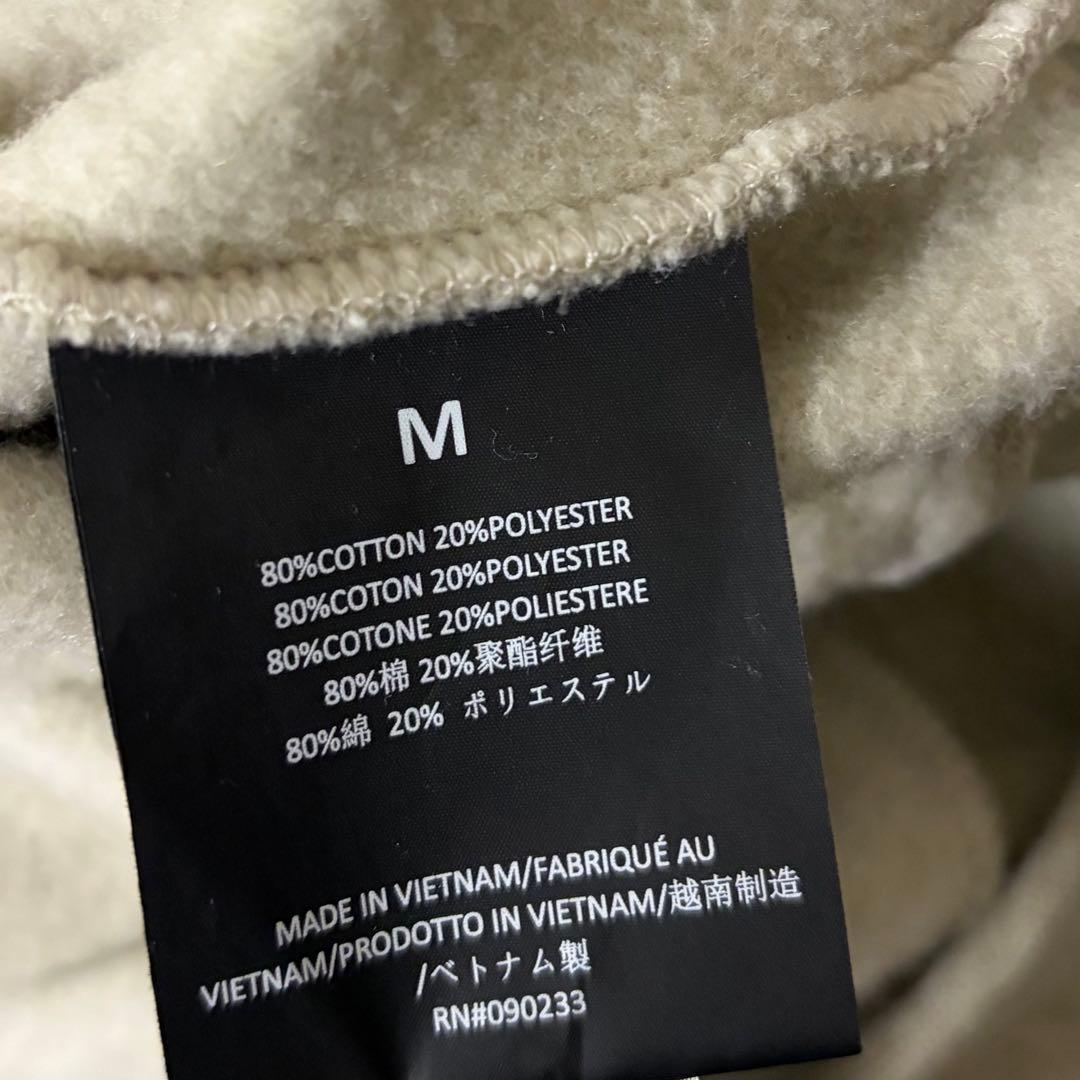 M
80%COTTON 20%POLYESTER
80%COTON 20%POLYESTER
80%COTONE 20%POLIESTERE
80%棉 20%聚酯纤维
80%綿 20% ポリエステル
MADE IN VIETNAM/FABRIQUÉ AU
VIETNAM/PRODOTTO IN VIETNAM/越南制造
/ベトナム製
RN#090233